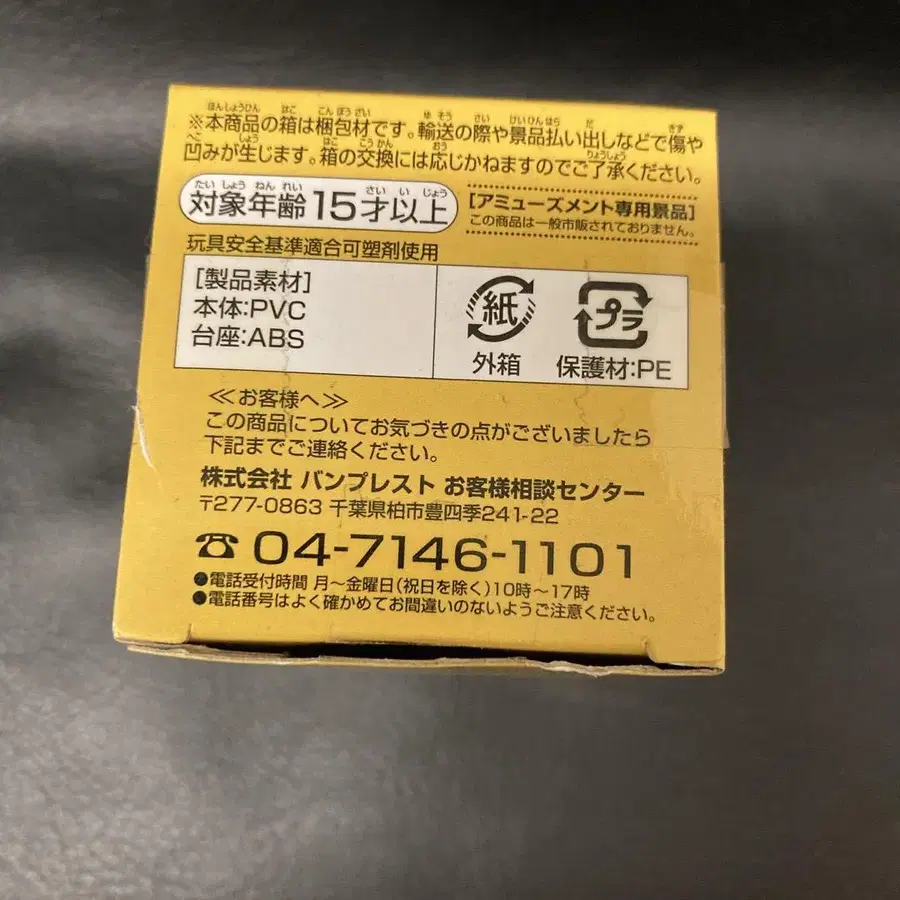 ※本商品の箱は梱包材です。輸送の際や景品払い出しなどで傷や
凹みが生じます。箱の交換には応じかねますのでご了承ください。
対象年齢15才以上
[アミューズメント専用景品]
この商品は一般市販されておりません。
玩具安全基準適合可塑剤使用
[製品素材]
本体:PVC
台座:ABS
紙
外箱
プラ
保護材:PE
≪お客様へ≫
この商品についてお気づきの点がございましたら
下記までご連絡ください。
株式会社 バンプレスト お客様相談センター
〒277-0863 千葉県柏市豊四季241-22
☎ 04-7146-1101
●電話受付時間 月～金曜日(祝日を除く)10時～17時
●電話番号はよく確かめてお間違いのないようご注意ください。